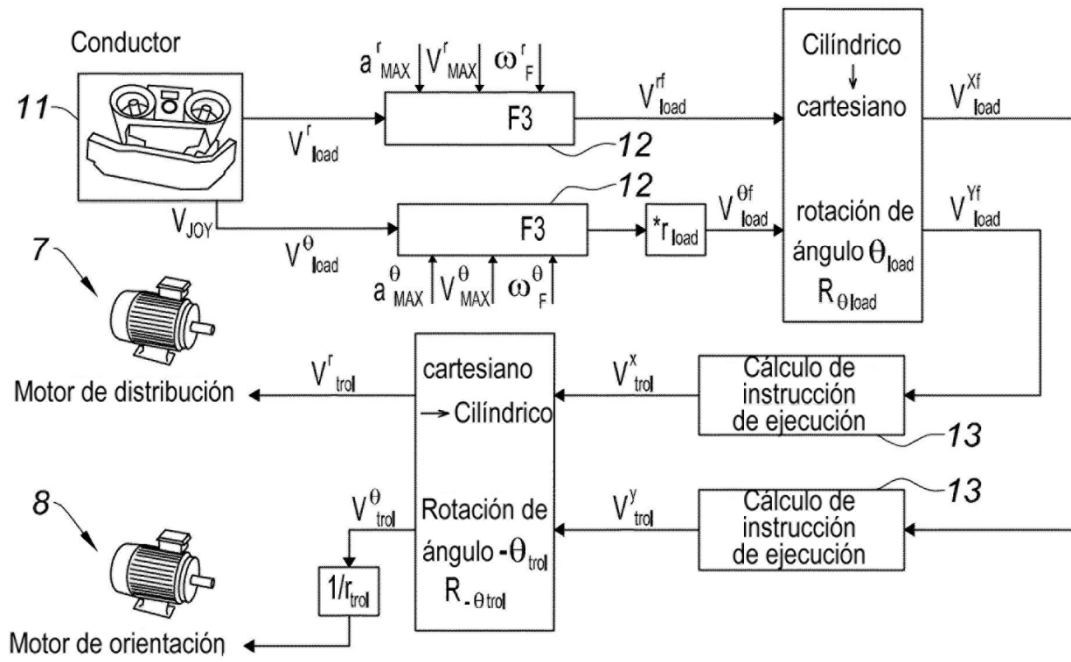 Conductor
11
V^r_load
V_JOY
V^θ_load
a^r_MAX V^r_MAX ω^r_F
F3
12
V^rf_load
12
F3
a^θ_MAX V^θ_MAX ω^θ_F
*r_load
V^θf_load
Cilíndrico
↓
cartesiano
rotación de
ángulo θ_load
R_θload
V^Xf_load
V^Yf_load
7
Motor de distribución
V^r_trol
cartesiano
→ Cilíndrico
Rotación de
ángulo -θ_trol
R_-θtrol
V^x_trol
Cálculo de
instrucción
de ejecución
13
8
Motor de orientación
V^θ_trol
1/r_trol
V^y_trol
13
Cálculo de
instrucción
de ejecución